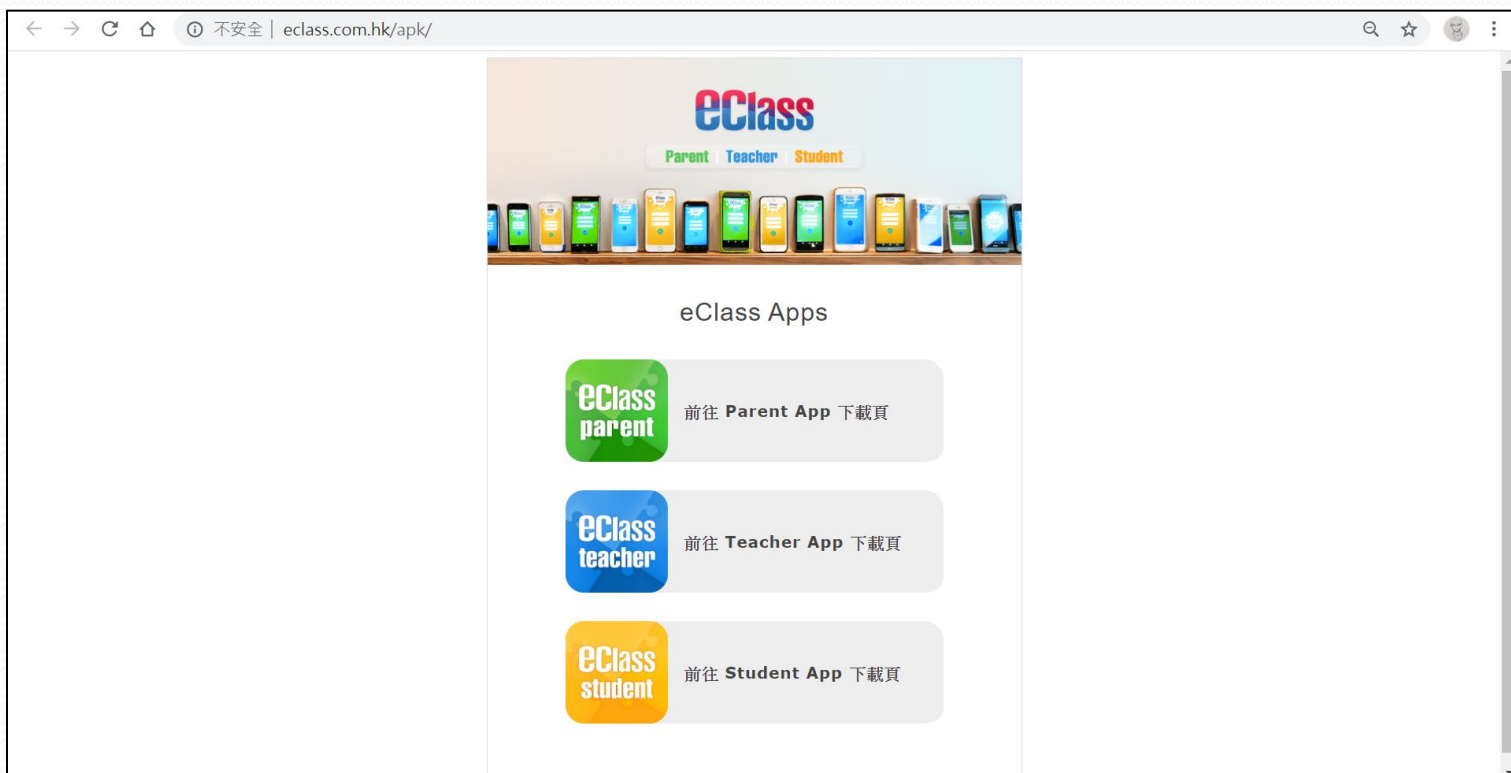 不安全 | eclass.com.hk/apk/
eClass
Parent | Teacher | Student
eClass Apps
eClass
parent
前往 Parent App 下載頁
eClass
teacher
前往 Teacher App 下載頁
eClass
student
前往 Student App 下載頁